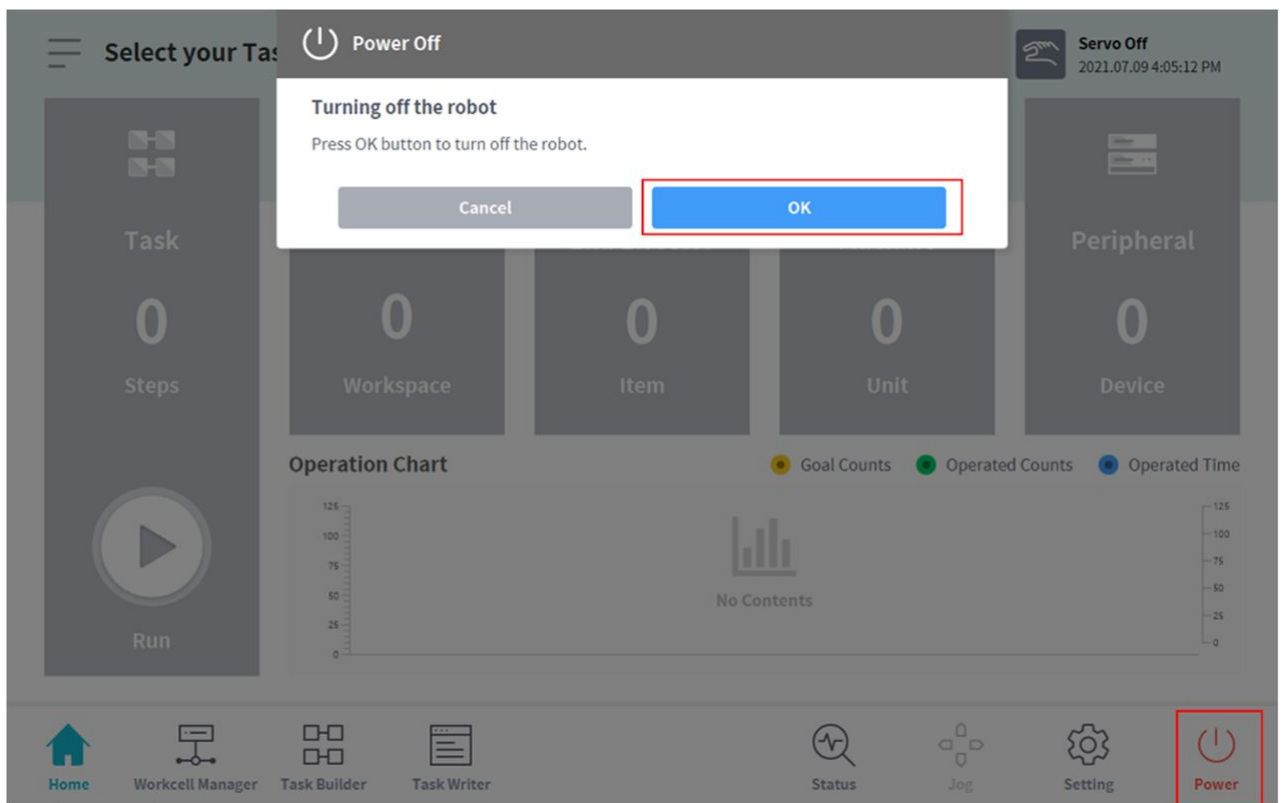 Select your Tas
Power Off
Servo Off
2021.07.09 4:05:12 PM
Turning off the robot
Press OK button to turn off the robot.
Cancel
OK
Task
0
Steps
Run
0
Workspace
0
Item
0
Unit
Peripheral
0
Device
Operation Chart
Goal Counts
Operated Counts
Operated TIme
125
100
75
50
25
0
No Contents
125
100
75
50
25
0
Home
Workcell Manager
Task Builder
Task Writer
Status
Jog
Setting
Power